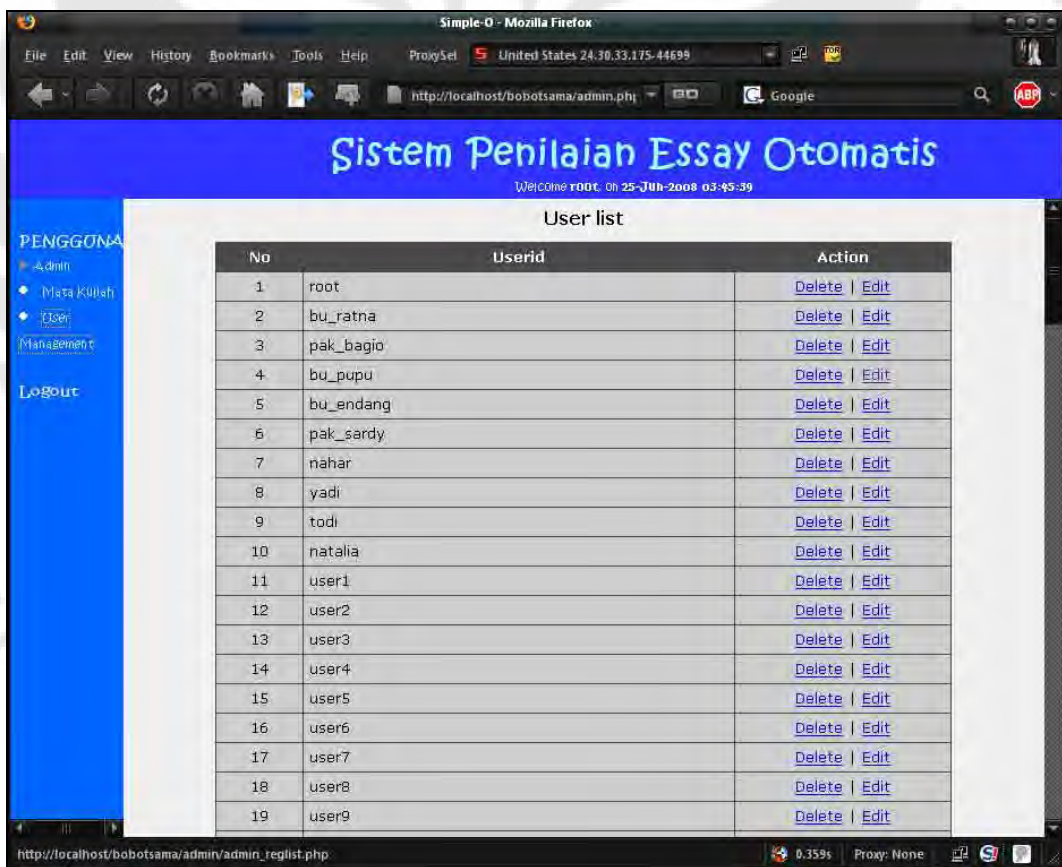 Simple-O - Mozilla Firefox
File Edit View History Bookmarks Tools Help ProxySel United States 24.30.33.175-44699 TOR
http://localhost/bobotsama/admin.ph Google ABP
Sistem Penilaian Essay Otomatis
Welcome root, on 25-Jun-2008 03:45:39
PENGGUNA
Admin
Mata Kuliah
User
Management
Logout
User list
No Userid Action
1 root Delete | Edit
2 bu_ratna Delete | Edit
3 pak_bagio Delete | Edit
4 bu_pupu Delete | Edit
5 bu_endang Delete | Edit
6 pak_sardy Delete | Edit
7 nahar Delete | Edit
8 yadi Delete | Edit
9 todi Delete | Edit
10 natalia Delete | Edit
11 user1 Delete | Edit
12 user2 Delete | Edit
13 user3 Delete | Edit
14 user4 Delete | Edit
15 user5 Delete | Edit
16 user6 Delete | Edit
17 user7 Delete | Edit
18 user8 Delete | Edit
19 user9 Delete | Edit
http://localhost/bobotsama/admin/admin_reglist.php 0.359s Proxy: None